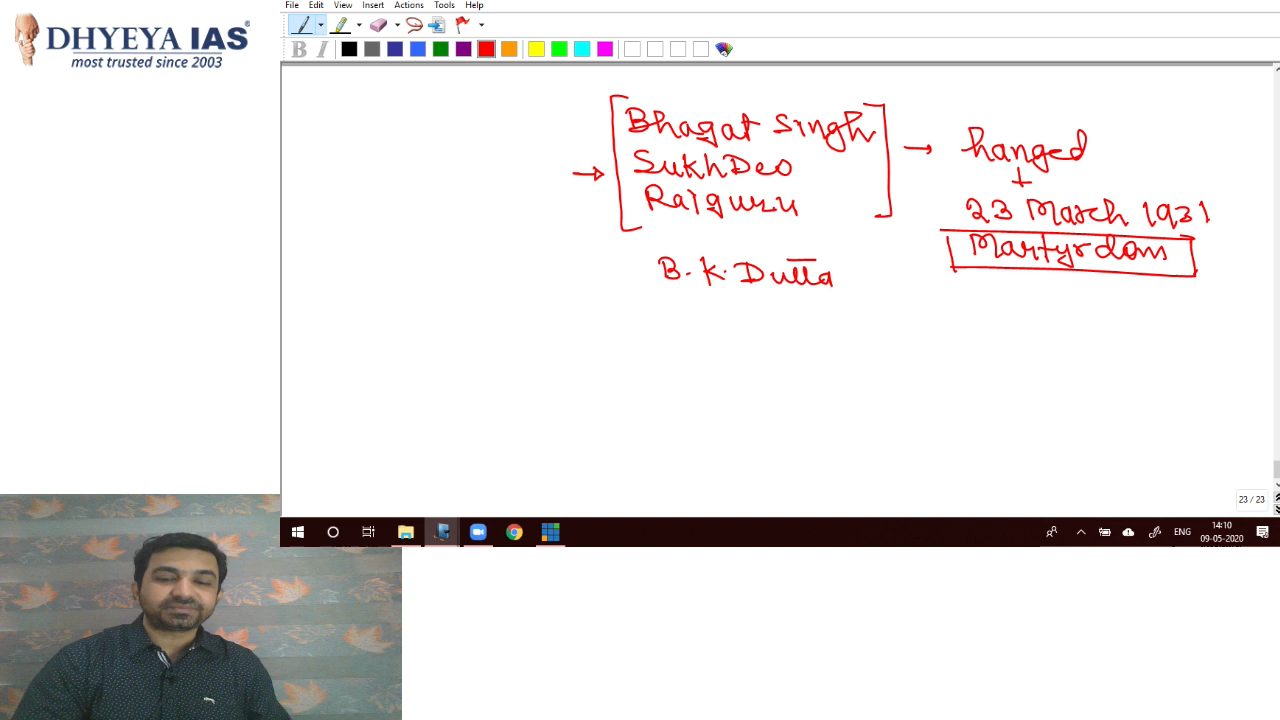 File Edit View Insert Actions Tools Help
DHYEYA IAS®
most trusted since 2003
B I
Bhagat Singh
SukhDeo
Rajguru
→ hanged
23 March 1931
Martyrdom
B. K. Dutta
23 / 23
ENG
14:10
09-05-2020